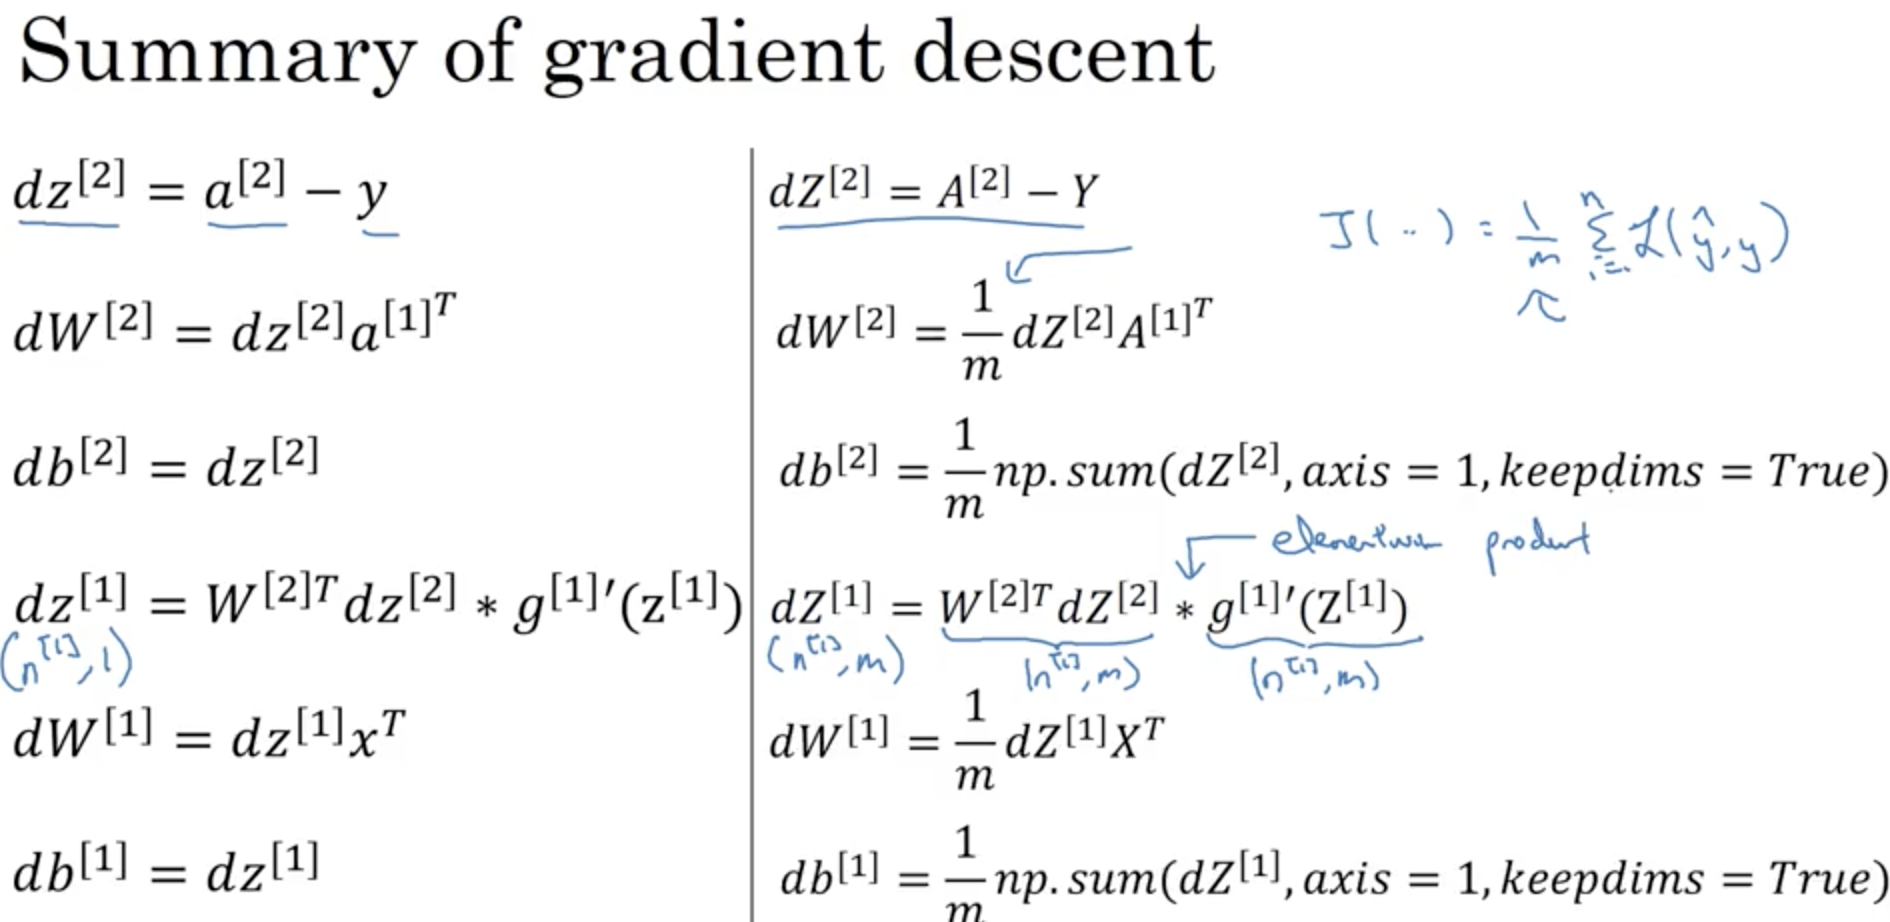 Summary of gradient descent
dz^[2] = a^[2] − y
dW^[2] = dz^[2]a^[1]^T
db^[2] = dz^[2]
dz^[1] = W^[2]T dz^[2] * g^[1]′(z^[1])
(n^[1], 1)
dW^[1] = dz^[1]x^T
db^[1] = dz^[1]
dZ^[2] = A^[2] − Y
J(..) = 1/m Σ i= n L(ŷ, y)
dW^[2] = 1/m dZ^[2]A^[1]^T
db^[2] = 1/m np.sum(dZ^[2], axis = 1, keepdims = True)
elementwise product
dZ^[1] = W^[2]T dZ^[2] * g^[1]′(Z^[1])
(n^[1], m) (n^[1], m) (n^[1], m)
dW^[1] = 1/m dZ^[1]X^T
db^[1] = 1/m np.sum(dZ^[1], axis = 1, keepdims = True)